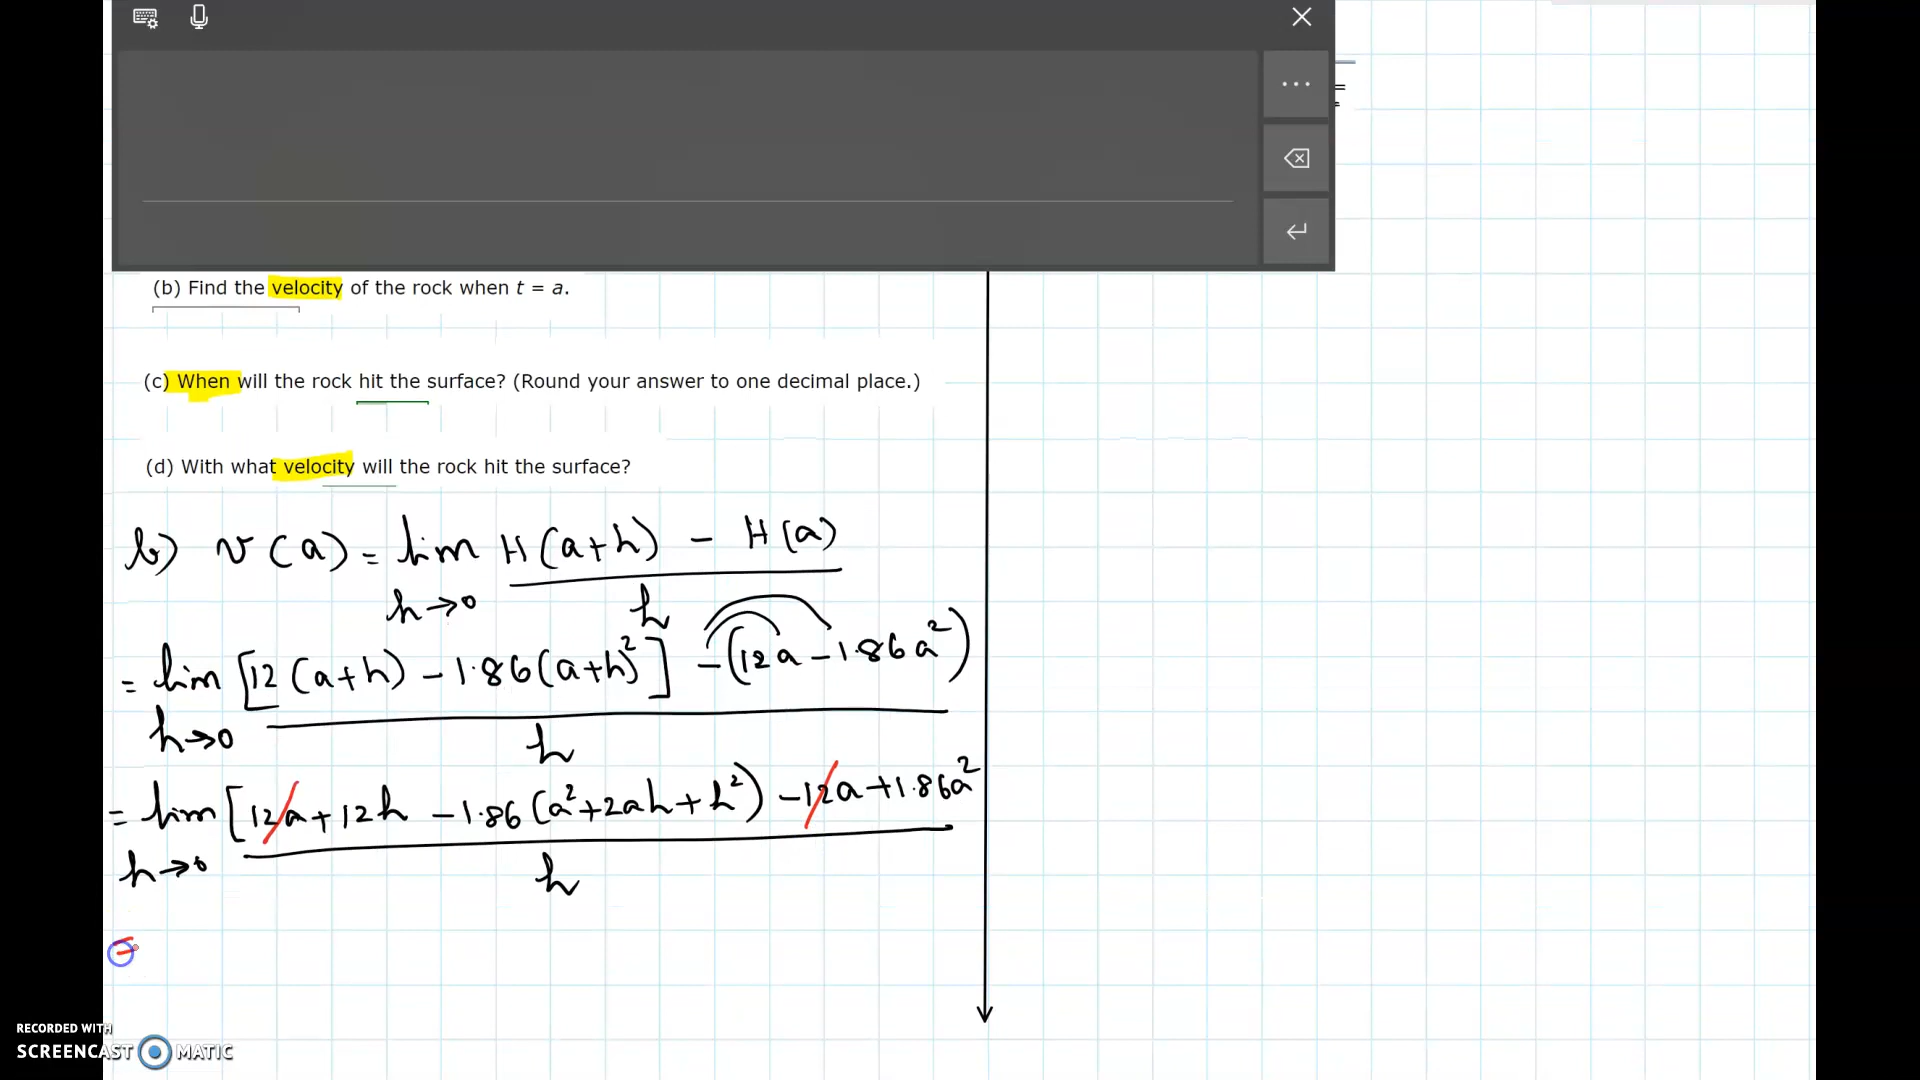 (b) Find the velocity of the rock when t = a.
(c) When will the rock hit the surface? (Round your answer to one decimal place.)
(d) With what velocity will the rock hit the surface?
b) v(a) = lim H(a+h) - H(a)
h→0 h
= lim [12(a+h) - 1.86(a+h)²] - (12a - 1.86a²)
h→0 h
= lim [12a + 12h - 1.86(a² + 2ah + h²) - 12a + 1.86a²
h→0 h
=
RECORDED WITH
SCREENCAST MATIC